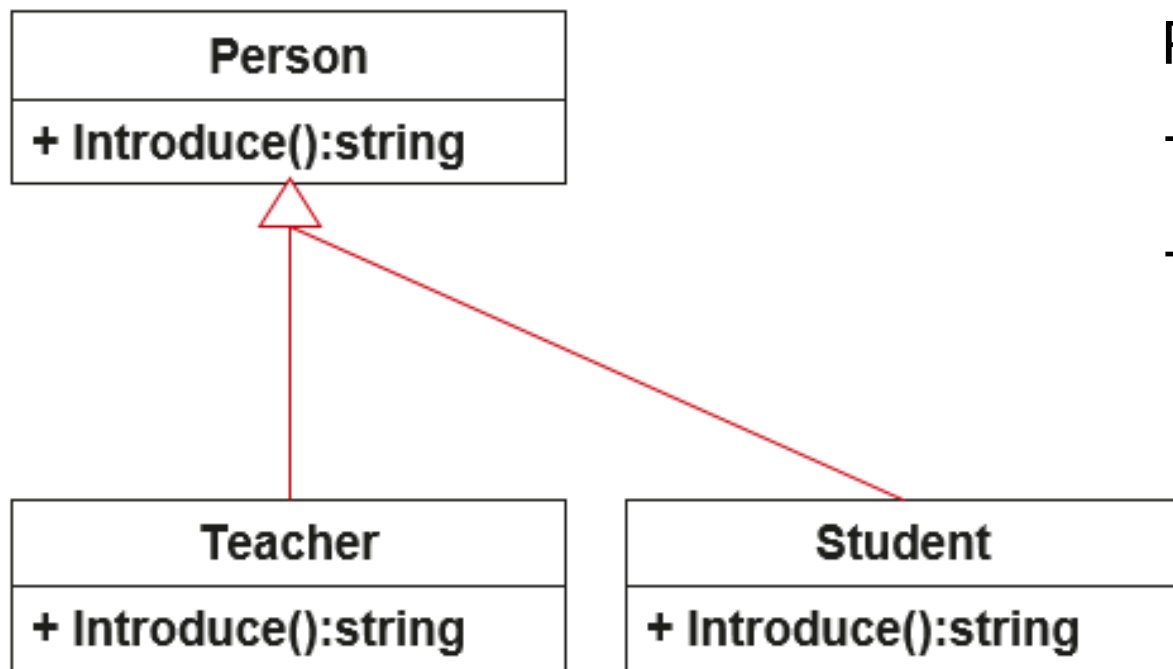 Person
+ Introduce():string
Teacher
+ Introduce():string
Student
+ Introduce():string